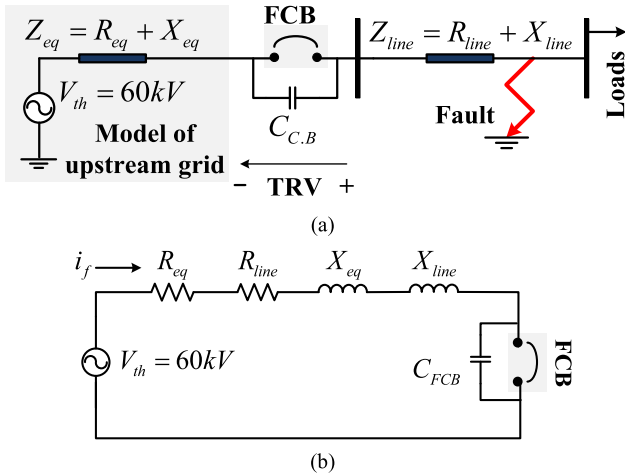 FCB
Z_eq = R_eq + X_eq
Z_line = R_line + X_line
V_th = 60kV
C_C.B
Model of
upstream grid
Fault
Loads
− TRV +
(a)
i_f
R_eq
R_line
X_eq
X_line
V_th = 60kV
C_FCB
FCB
(b)